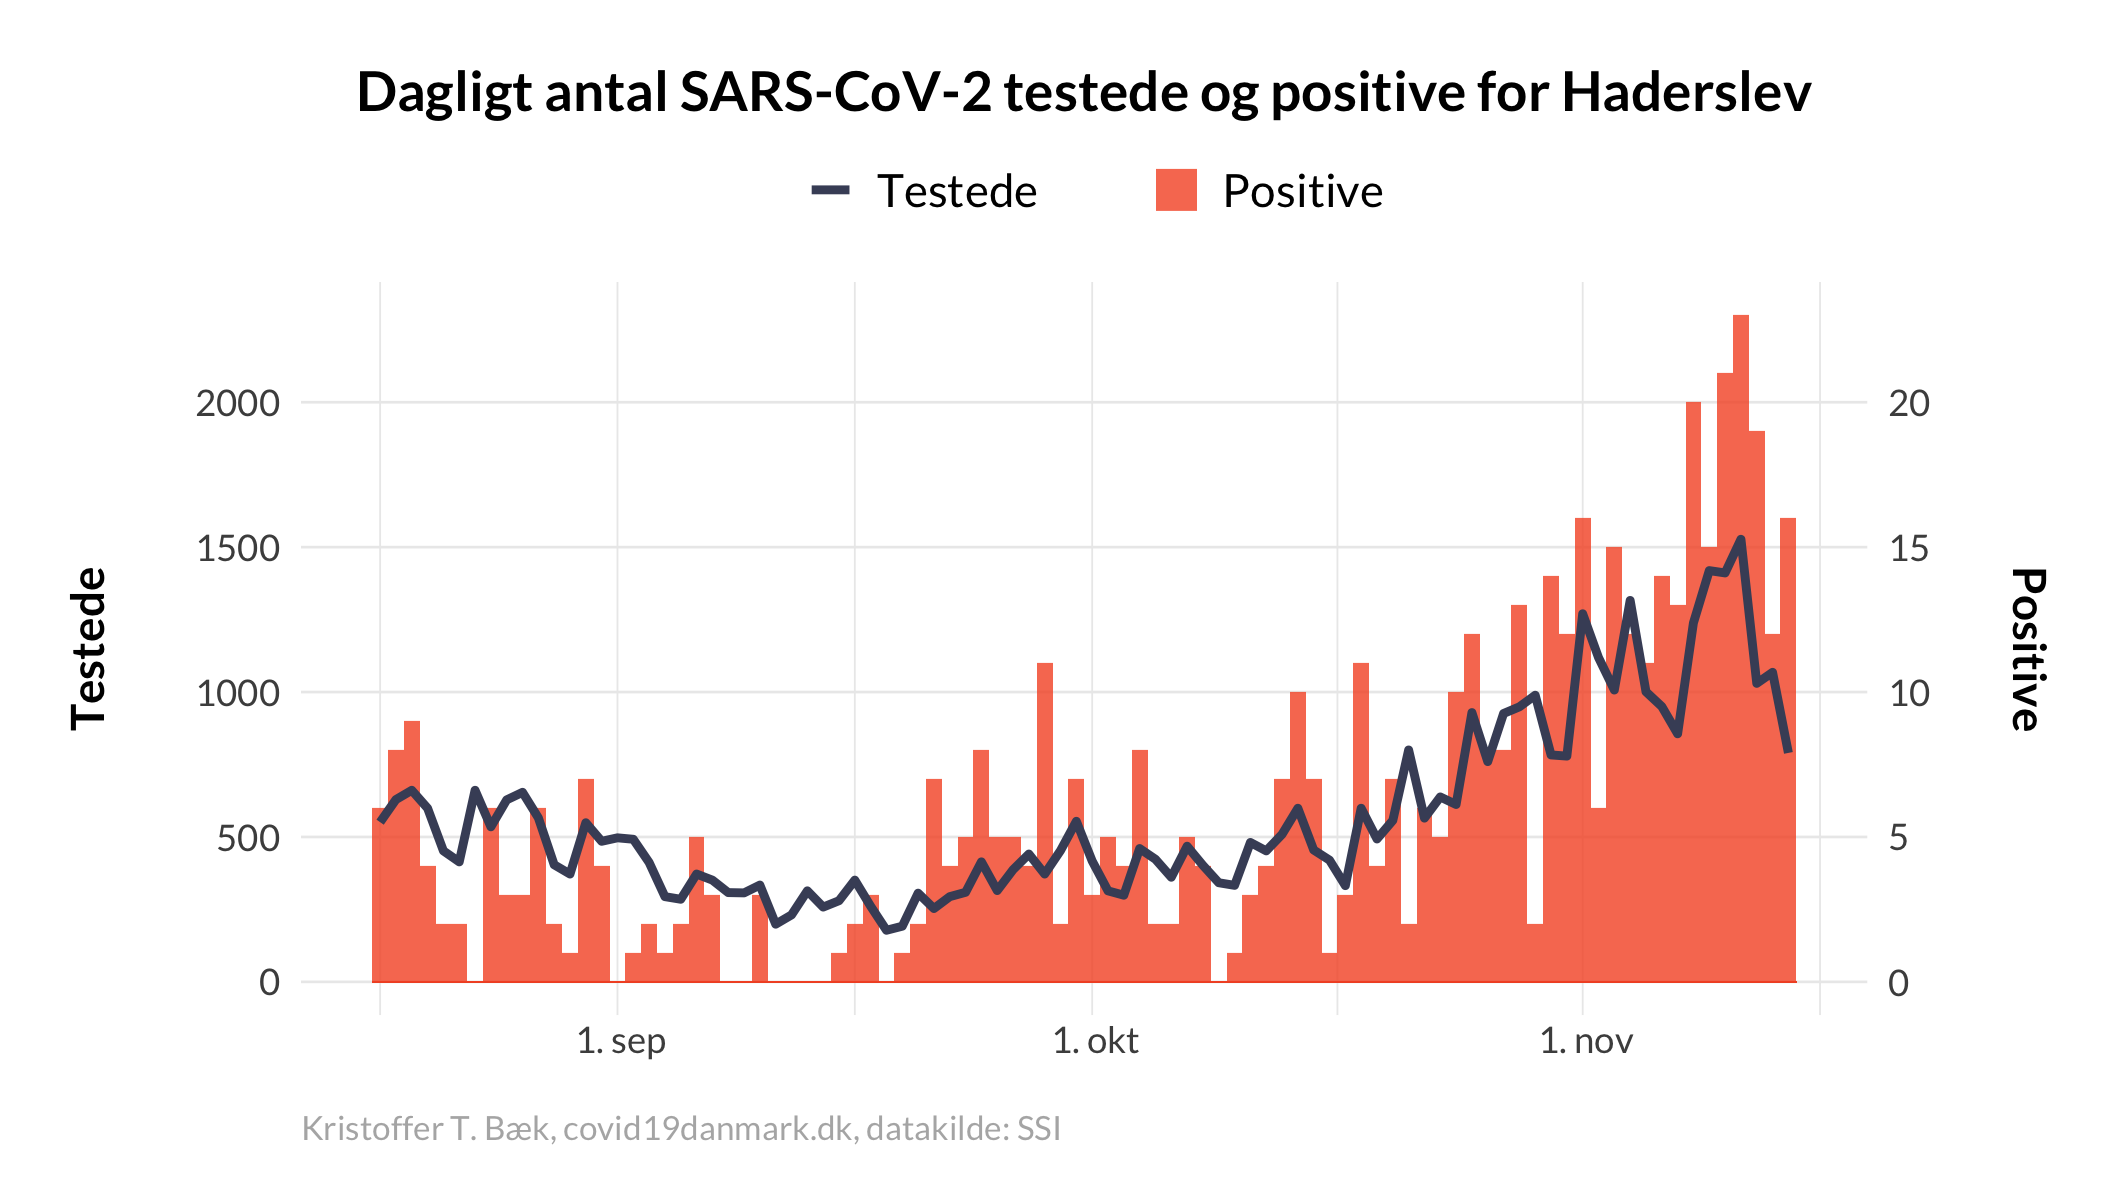 Dagligt antal SARS-CoV-2 testede og positive for Haderslev
Testede
Positive
Testede
2000
1500
1000
500
0
20
15
10
5
0
Positive
1. sep
1. okt
1. nov
Kristoffer T. Bæk, covid19danmark.dk, datakilde: SSI